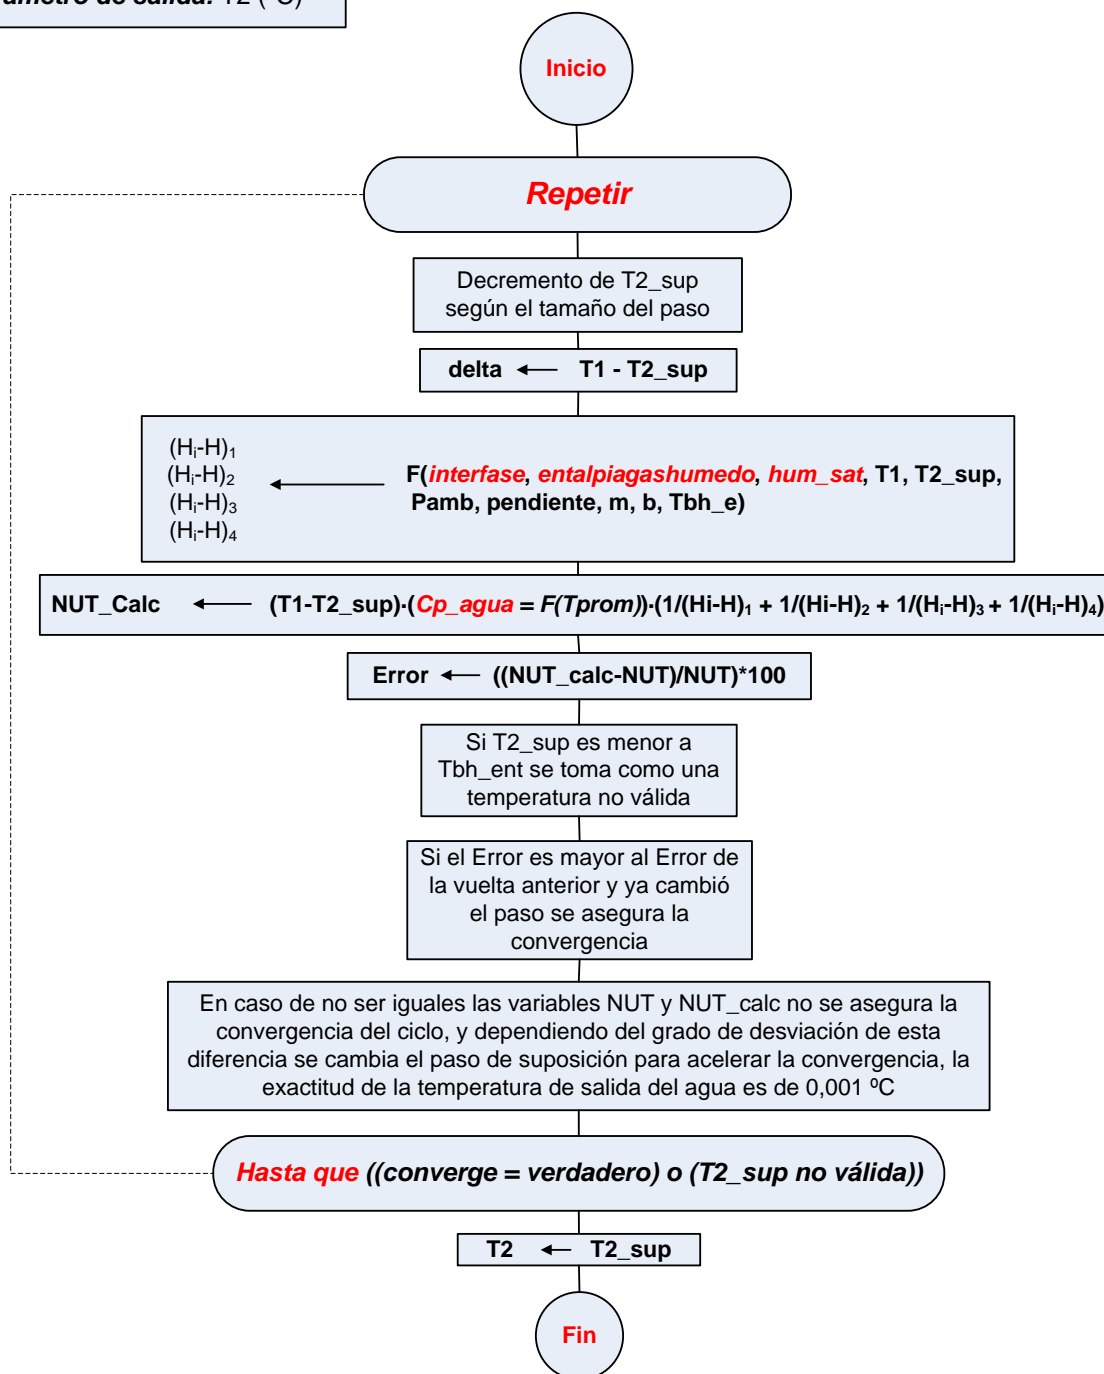 ámetro de salida: T2 (ºC)
Inicio
Repetir
Decremento de T2_sup
según el tamaño del paso
delta ← T1 - T2_sup
(Hᵢ-H)₁
(Hᵢ-H)₂
(Hᵢ-H)₃
(Hᵢ-H)₄
← F(interfase, entalpiagashumedo, hum_sat, T1, T2_sup,
Pamb, pendiente, m, b, Tbh_e)
NUT_Calc ← (T1-T2_sup)·(Cp_agua = F(Tprom))·(1/(Hi-H)₁ + 1/(Hi-H)₂ + 1/(Hᵢ-H)₃ + 1/(Hᵢ-H)₄)
Error ← ((NUT_calc-NUT)/NUT)*100
Si T2_sup es menor a
Tbh_ent se toma como una
temperatura no válida
Si el Error es mayor al Error de
la vuelta anterior y ya cambió
el paso se asegura la
convergencia
En caso de no ser iguales las variables NUT y NUT_calc no se asegura la
convergencia del ciclo, y dependiendo del grado de desviación de esta
diferencia se cambia el paso de suposición para acelerar la convergencia, la
exactitud de la temperatura de salida del agua es de 0,001 ºC
Hasta que ((converge = verdadero) o (T2_sup no válida))
T2 ← T2_sup
Fin